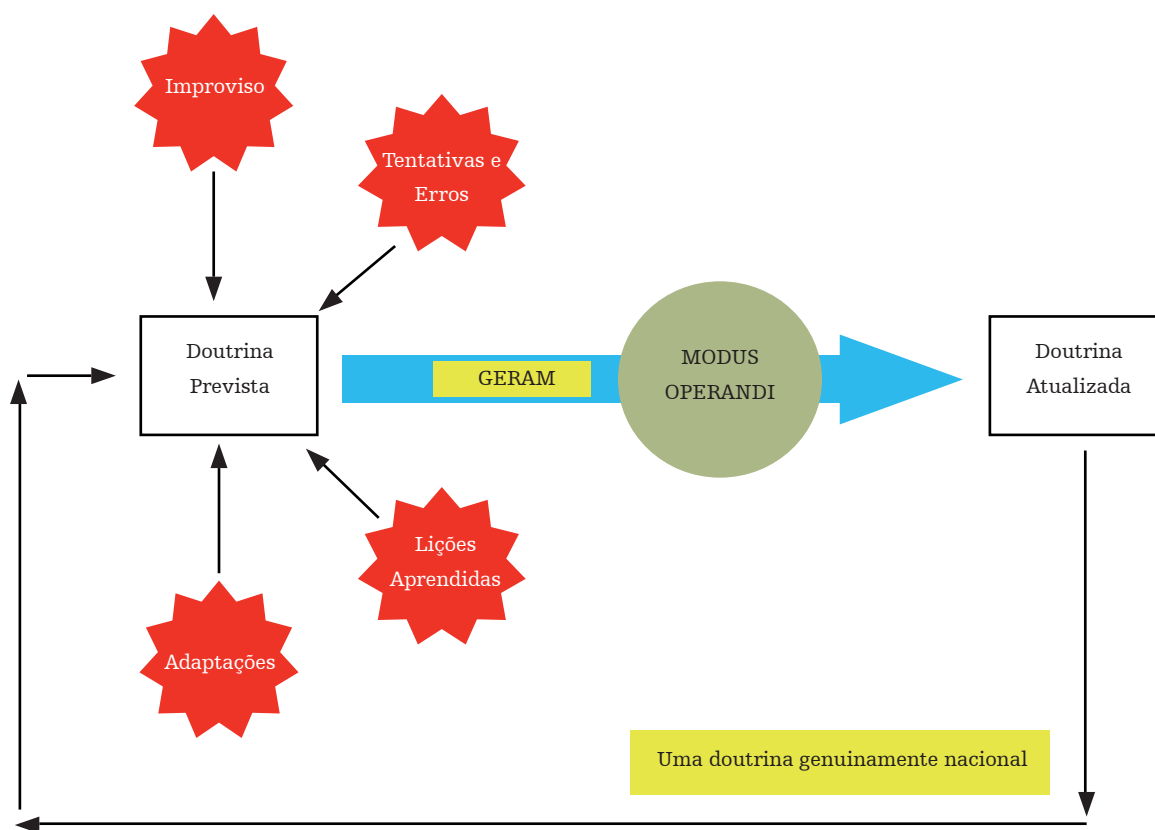 Improviso
Tentativas e
Erros
Doutrina
Prevista
GERAM
MODUS
OPERANDI
Doutrina
Atualizada
Lições
Aprendidas
Adaptações
Uma doutrina genuinamente nacional